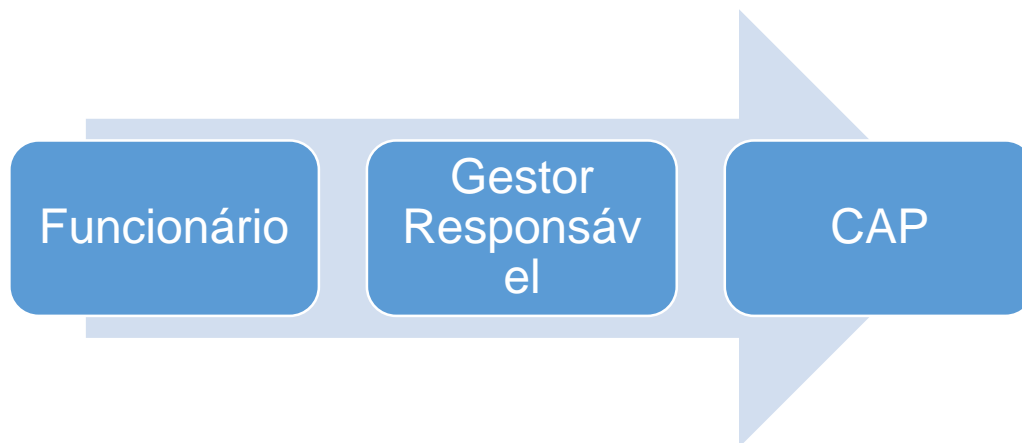 Funcionário
Gestor
Responsáv
el
CAP